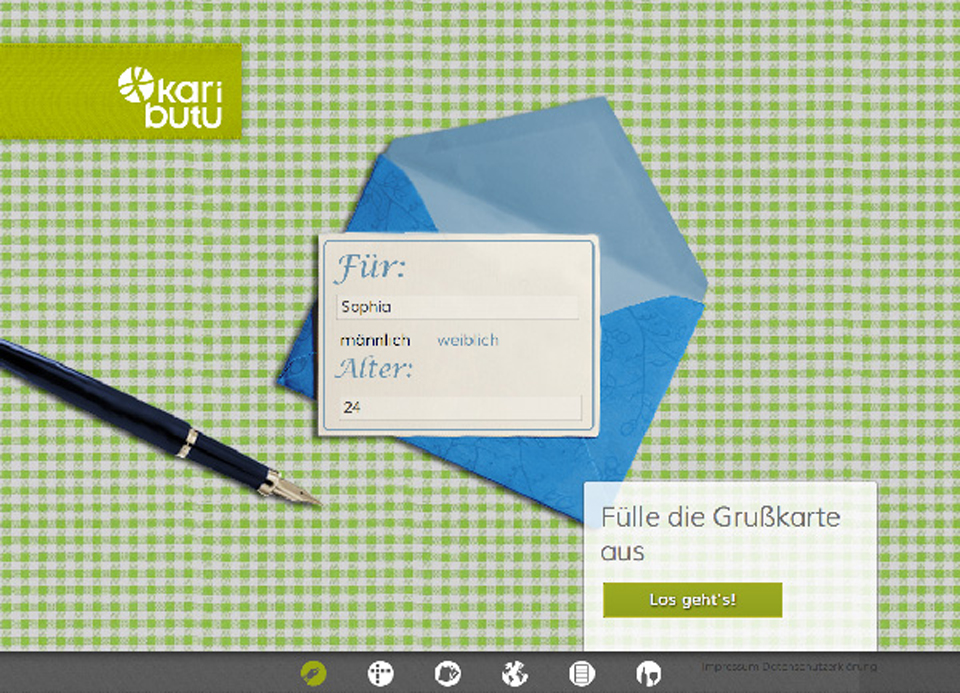 kari
butu
Für:
Sophia
männlich weiblich
Alter:
24
Fülle die Grußkarte
aus
Los geht's!
Impressum Datenschutzerklärung